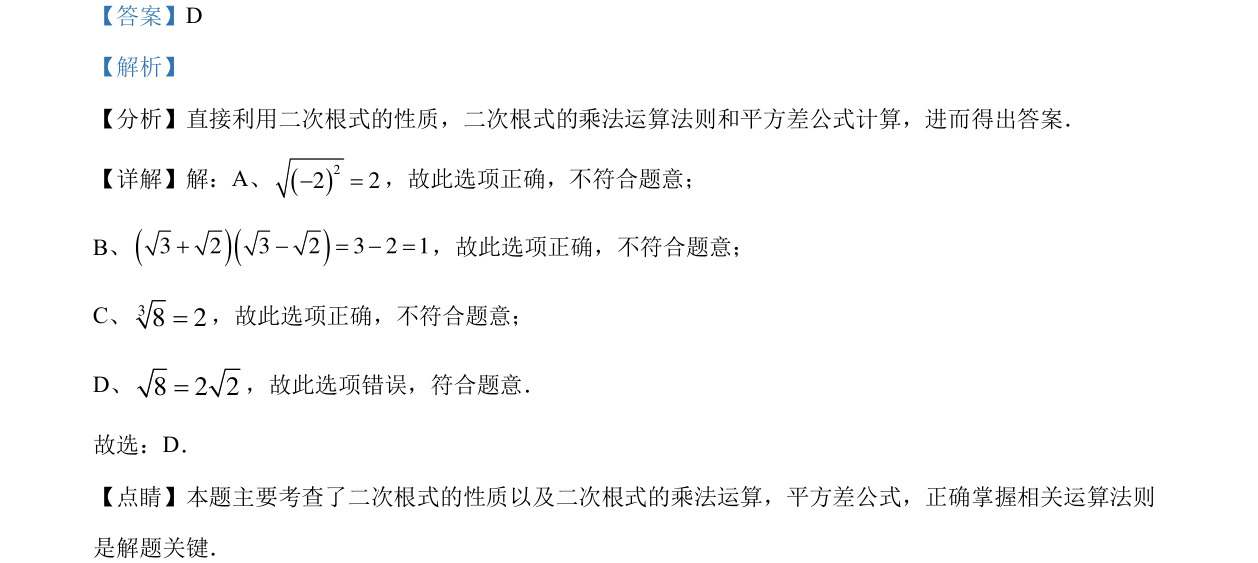 【答案】D
【解析】
【分析】直接利用二次根式的性质，二次根式的乘法运算法则和平方差公式计算，进而得出答案．
【详解】解：A、√(−2)² = 2，故此选项正确，不符合题意；
B、(√3 + √2)(√3 − √2) = 3 − 2 = 1，故此选项正确，不符合题意；
C、∛8 = 2，故此选项正确，不符合题意；
D、√8 = 2√2，故此选项错误，符合题意．
故选：D．
【点睛】本题主要考查了二次根式的性质以及二次根式的乘法运算，平方差公式，正确掌握相关运算法则
是解题关键．